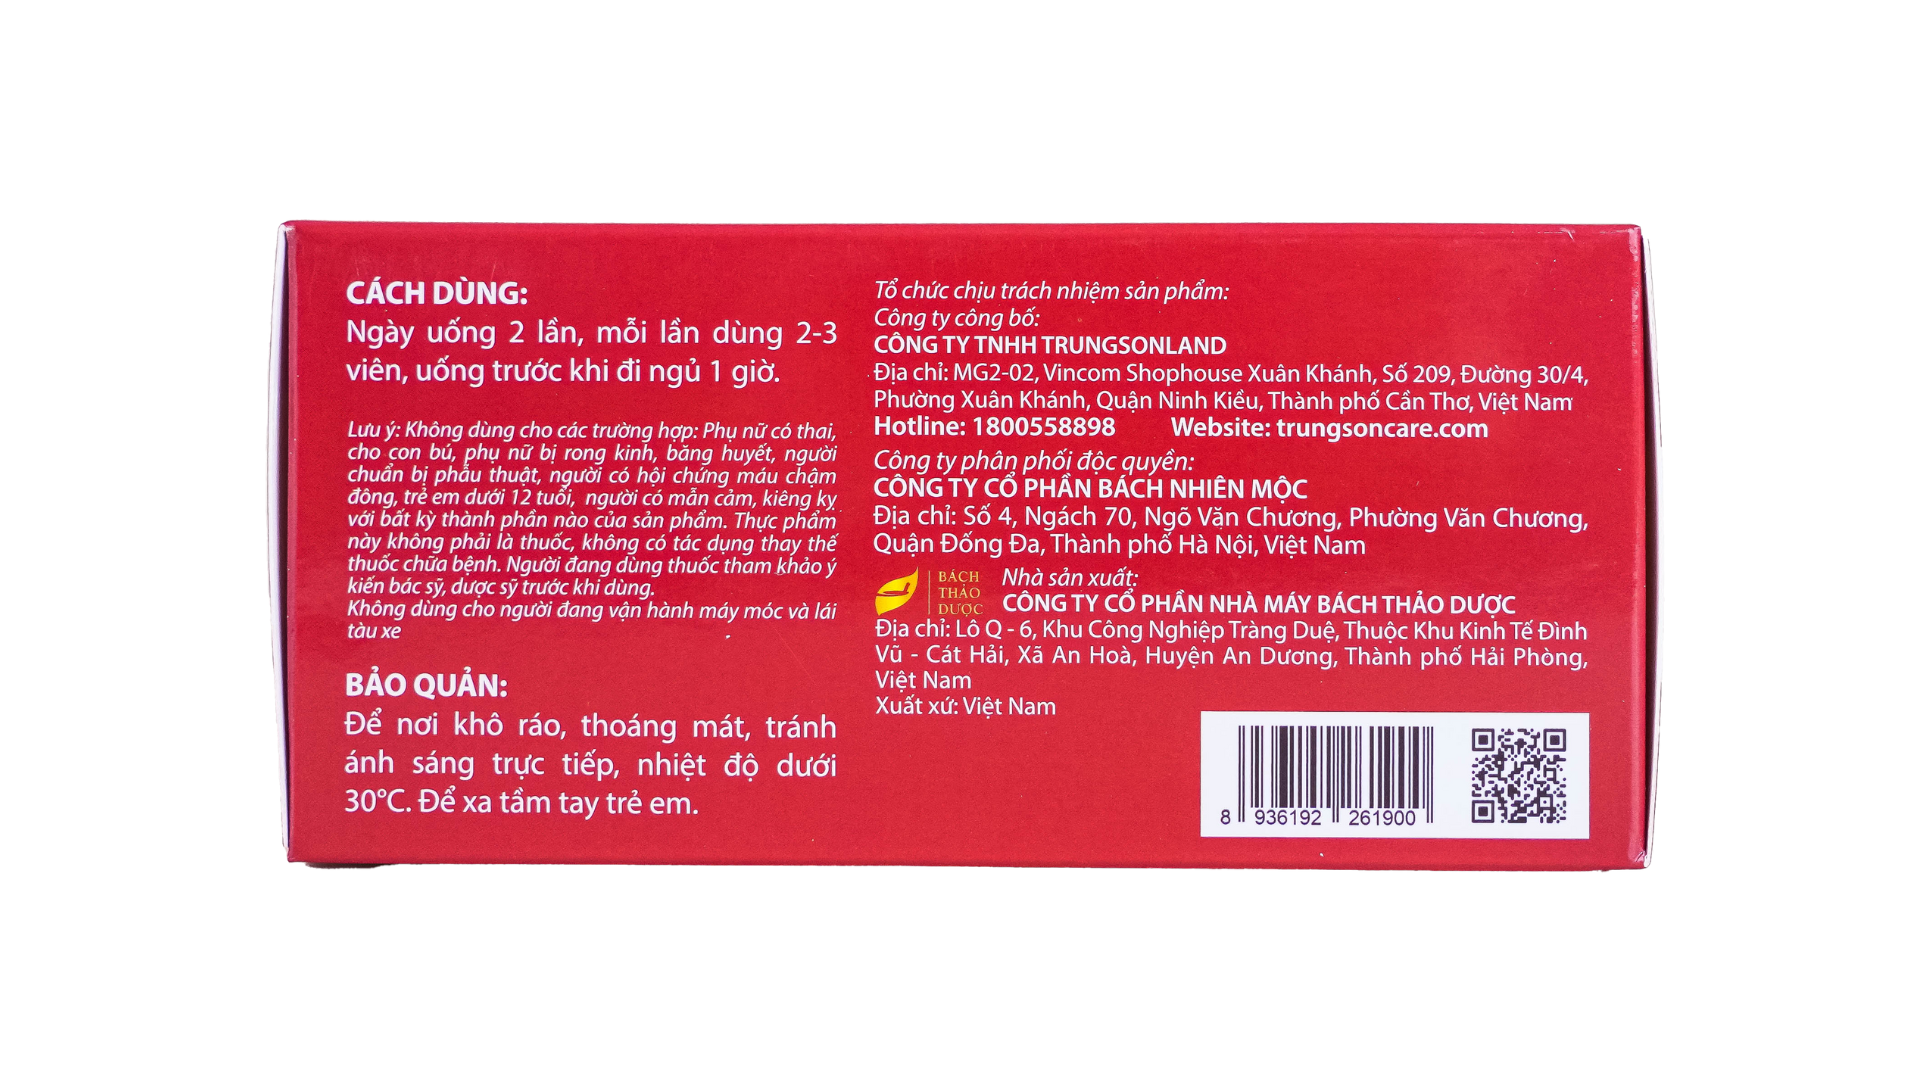 CÁCH DÙNG:
Ngày uống 2 lần, mỗi lần dùng 2-3
viên, uống trước khi đi ngủ 1 giờ.
Lưu ý: Không dùng cho các trường hợp: Phụ nữ có thai,
cho con bú, phụ nữ bị rong kinh, băng huyết, người
chuẩn bị phẫu thuật, người có hội chứng máu chậm
đông, trẻ em dưới 12 tuổi, người có mẫn cảm, kiêng kỵ
với bất kỳ thành phần nào của sản phẩm. Thực phẩm
này không phải là thuốc, không có tác dụng thay thế
thuốc chữa bệnh. Người đang dùng thuốc tham khảo ý
kiến bác sỹ, dược sỹ trước khi dùng.
Không dùng cho người đang vận hành máy móc và lái
tàu xe
BẢO QUẢN:
Để nơi khô ráo, thoáng mát, tránh
ánh sáng trực tiếp, nhiệt độ dưới
30°C. Để xa tầm tay trẻ em.
Tổ chức chịu trách nhiệm sản phẩm:
Công ty công bố:
CÔNG TY TNHH TRUNGSONLAND
Địa chỉ: MG2-02, Vincom Shophouse Xuân Khánh, Số 209, Đường 30/4,
Phường Xuân Khánh, Quận Ninh Kiều, Thành phố Cần Thơ, Việt Nam
Hotline: 1800558898 Website: trungsoncare.com
Công ty phân phối độc quyền:
CÔNG TY CỔ PHẦN BÁCH NHIÊN MỘC
Địa chỉ: Số 4, Ngách 70, Ngõ Văn Chương, Phường Văn Chương,
Quận Đống Đa, Thành phố Hà Nội, Việt Nam
BÁCH
THẢO
DƯỢC
Nhà sản xuất:
CÔNG TY CỔ PHẦN NHÀ MÁY BÁCH THẢO DƯỢC
Địa chỉ: Lô Q - 6, Khu Công Nghiệp Tràng Duệ, Thuộc Khu Kinh Tế Đình
Vũ - Cát Hải, Xã An Hoà, Huyện An Dương, Thành phố Hải Phòng,
Việt Nam
Xuất xứ: Việt Nam
8 936192 261900